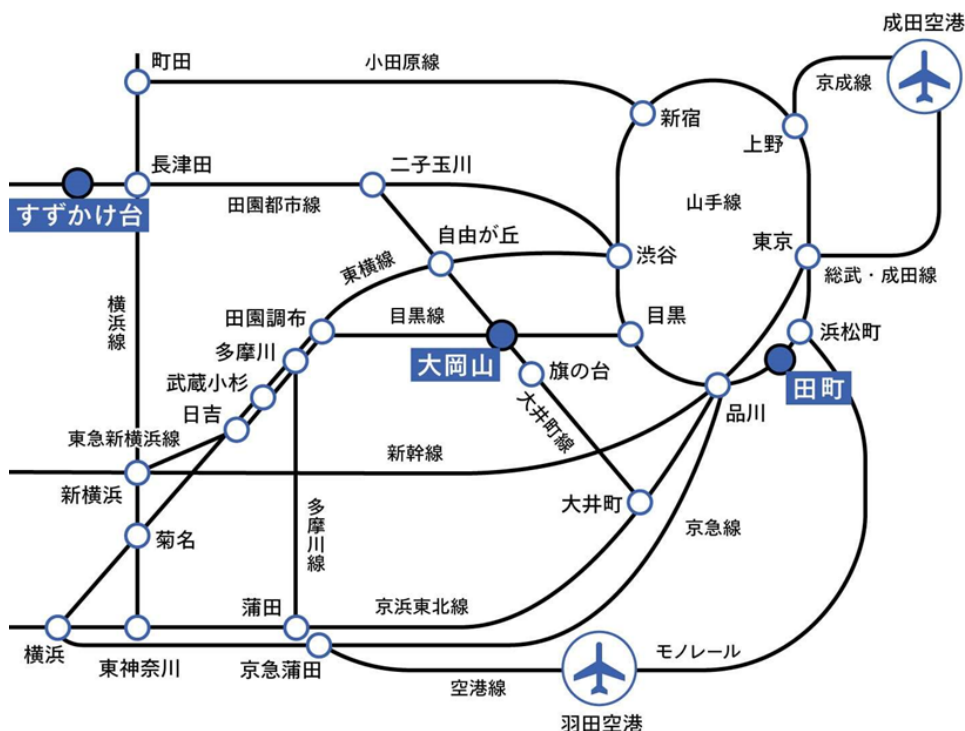 成田空港
町田
小田原線
京成線
新宿
上野
長津田
二子玉川
すずかけ台
田園都市線
山手線
自由が丘
東京
東横線
渋谷
総武・成田線
横浜線
田園調布
目黒線
目黒
浜松町
多摩川
大岡山
武蔵小杉
旗の台
田町
日吉
大井町線
品川
東急新横浜線
新幹線
新横浜
大井町
菊名
多摩川線
京急線
蒲田
京浜東北線
横浜
東神奈川
京急蒲田
モノレール
空港線
羽田空港